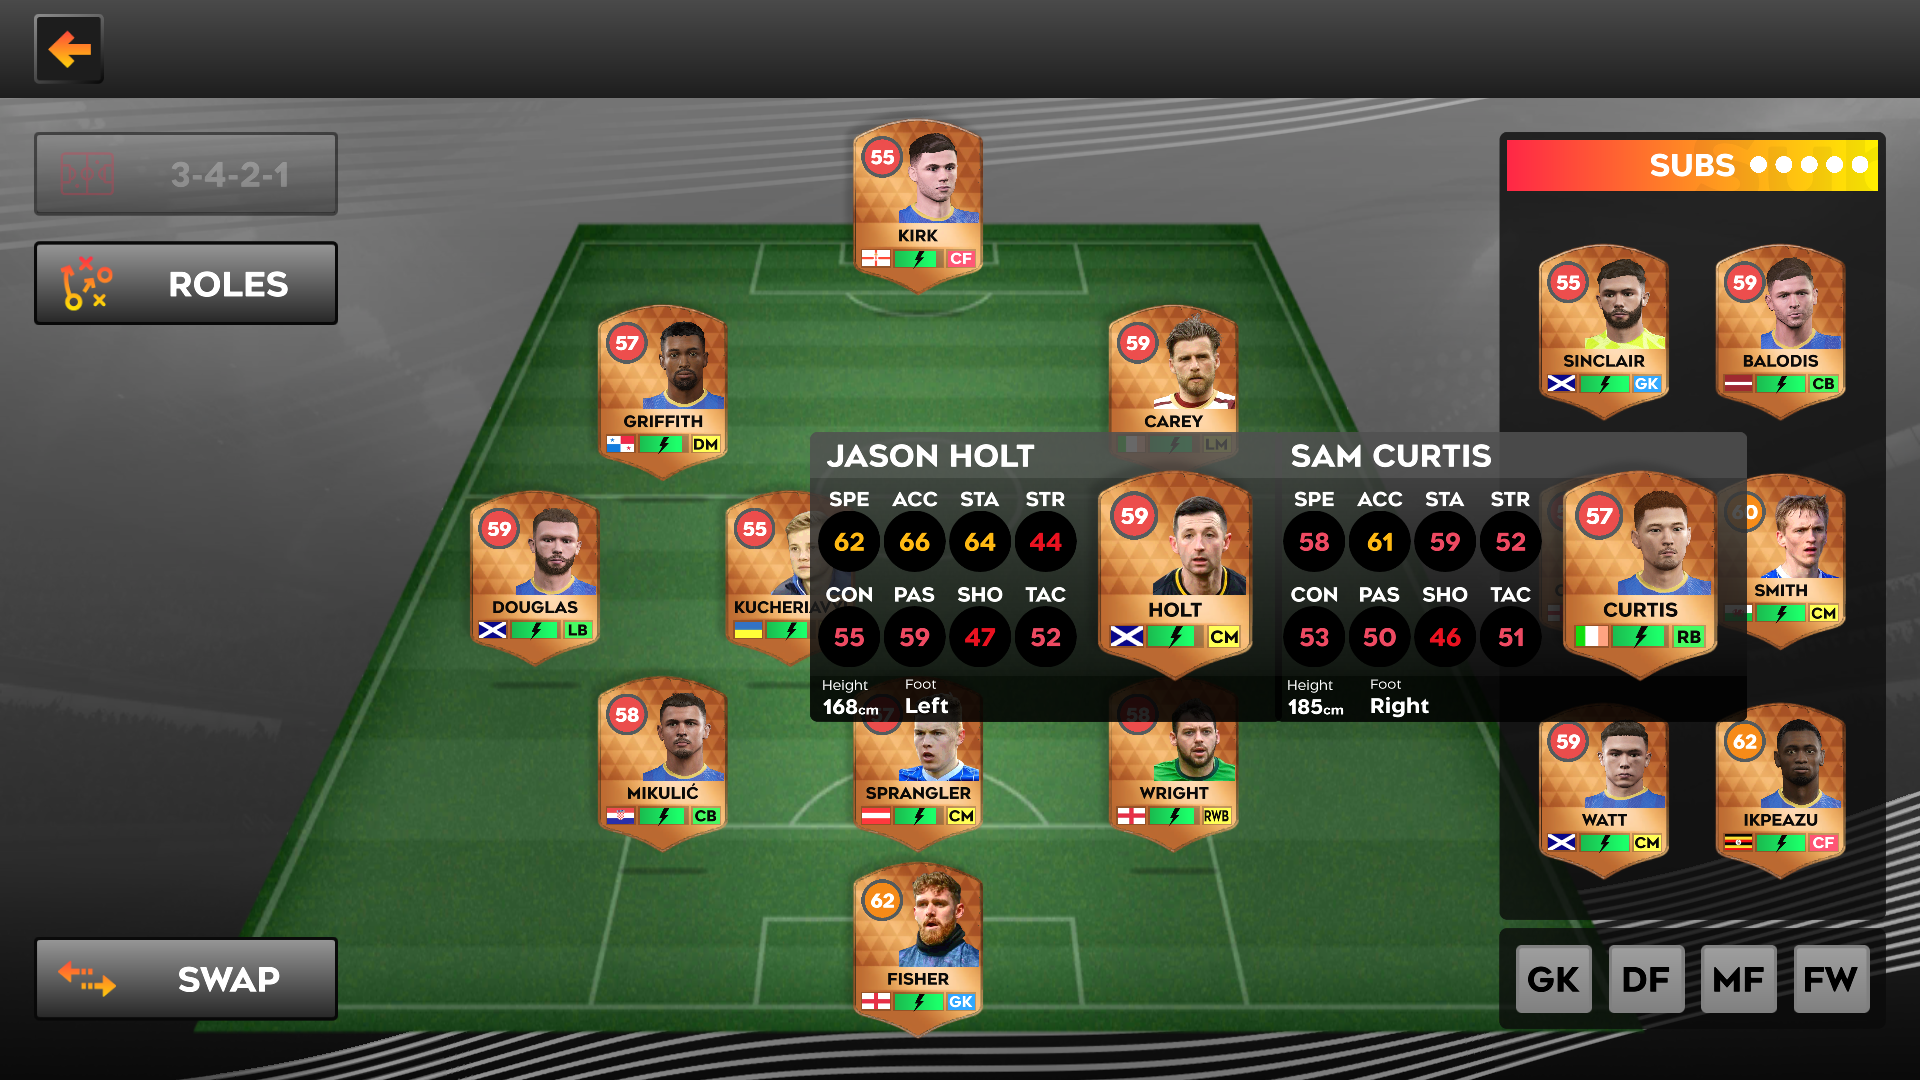 3-4-2-1
ROLES
SWAP
55
KIRK
CF
57
GRIFFITH
DM
59
CAREY
LM
59
DOUGLAS
LB
55
58
MIKULIĆ
CB
SPRANGLER
CM
58
WRIGHT
RWB
62
FISHER
GK
JASON HOLT
SPE ACC STA STR
62 66 64 44
CON PAS SHO TAC
55 59 47 52
Height Foot
168cm Left
59
HOLT
CM
SAM CURTIS
SPE ACC STA STR
58 61 59 52
CON PAS SHO TAC
53 50 46 51
Height Foot
185cm Right
57
CURTIS
RB
SUBS
55
SINCLAIR
GK
59
BALODIS
CB
SMITH
CM
59
WATT
CM
62
IKPEAZU
CF
GK DF MF FW